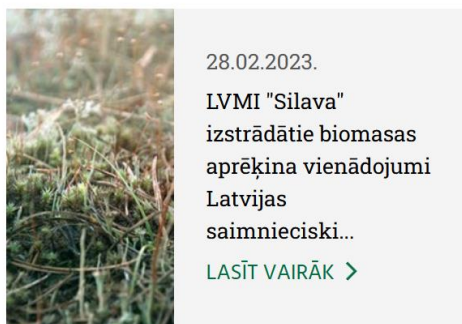 28.02.2023.
LVMI "Silava"
izstrādātie biomasas
aprēķina vienādojumi
Latvijas
saimnieciski...
LASĪT VAIRĀK